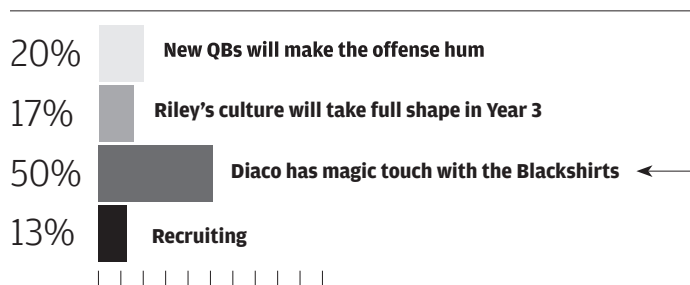 20% New QBs will make the offense hum
17% Riley’s culture will take full shape in Year 3
50% Diaco has magic touch with the Blackshirts
13% Recruiting